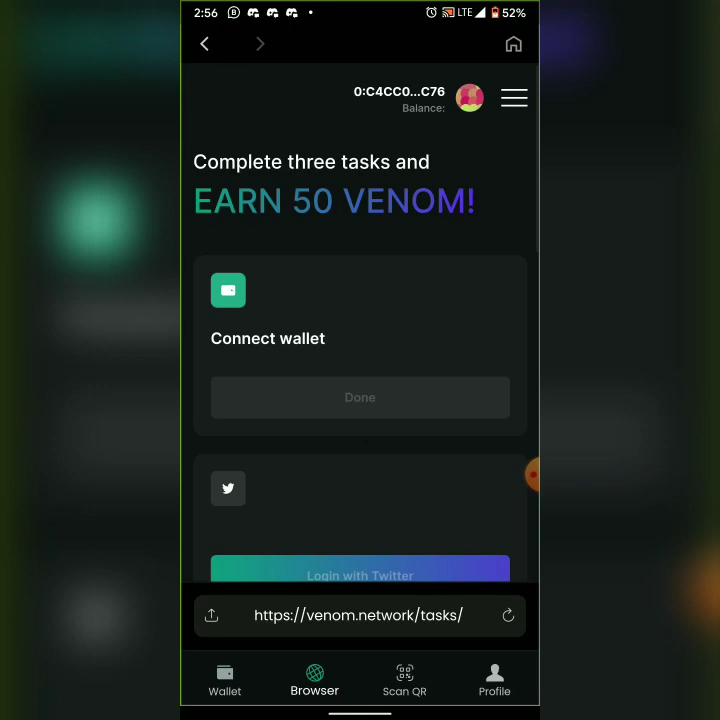 2:56 LTE 52%
0:C4CC0...C76
Balance:
Complete three tasks and
EARN 50 VENOM!
Connect wallet
Done
Login with Twitter
https://venom.network/tasks/
Wallet Browser Scan QR Profile